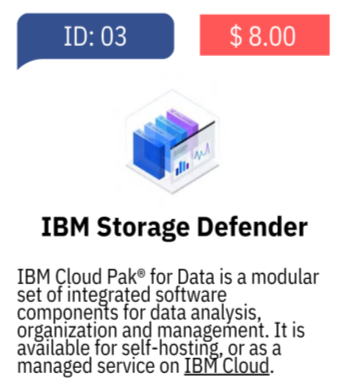 ID: 03
$ 8.00
IBM Storage Defender
IBM Cloud Pak® for Data is a modular
set of integrated software
components for data analysis,
organization and management. It is
available for self-hosting, or as a
managed service on IBM Cloud.